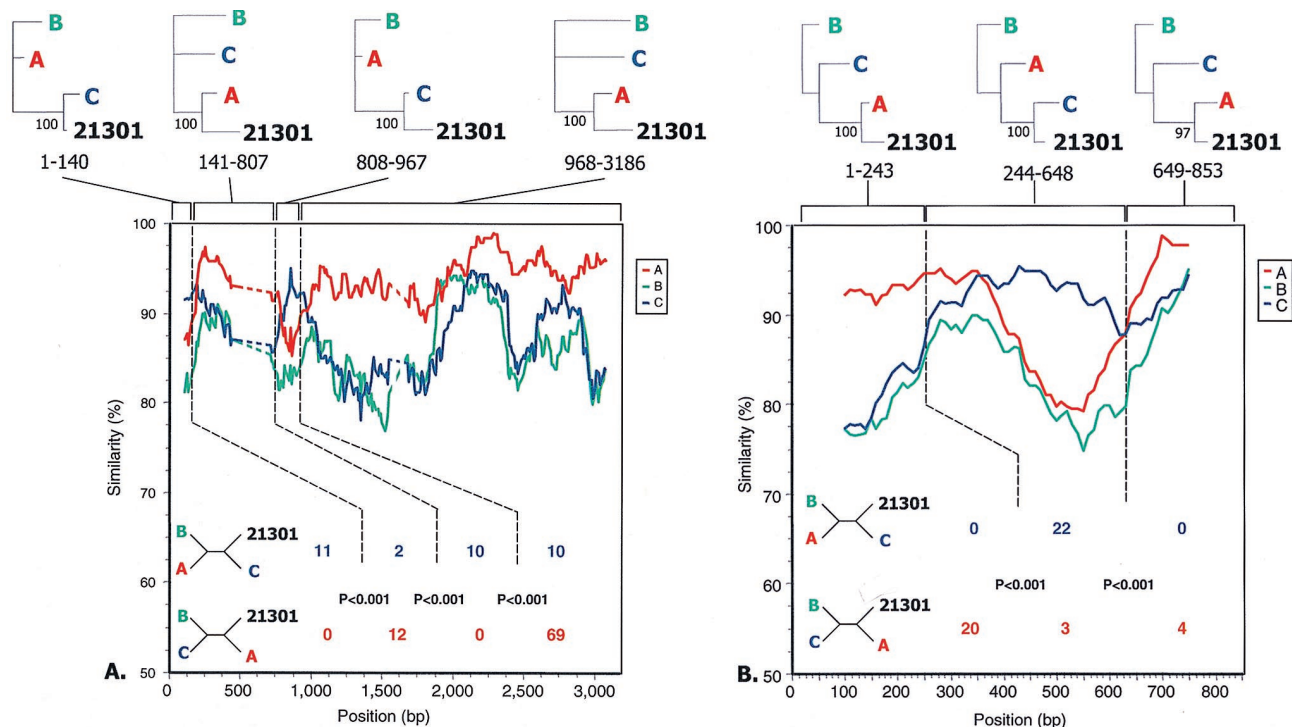 B
A
C
100
21301
1-140
B
C
A
100
21301
141-807
B
A
C
100
21301
808-967
B
C
A
100
21301
968-3186
100
90
80
70
60
50
Similarity (%)
A
B
C
B
21301
A
C
11 2 10 10
P<0.001 P<0.001 P<0.001
B
21301
C
A
0 12 0 69
A.
0 500 1,000 1,500 2,000 2,500 3,000
Position (bp)
B
C
A
100
21301
1-243
B
A
C
100
21301
244-648
B
C
A
97
21301
649-853
100
90
80
70
60
50
Similarity (%)
A
B
C
B
21301
A
C
0 22 0
P<0.001 P<0.001
B
21301
C
A
20 3 4
B.
0 100 200 300 400 500 600 700 800
Position (bp)